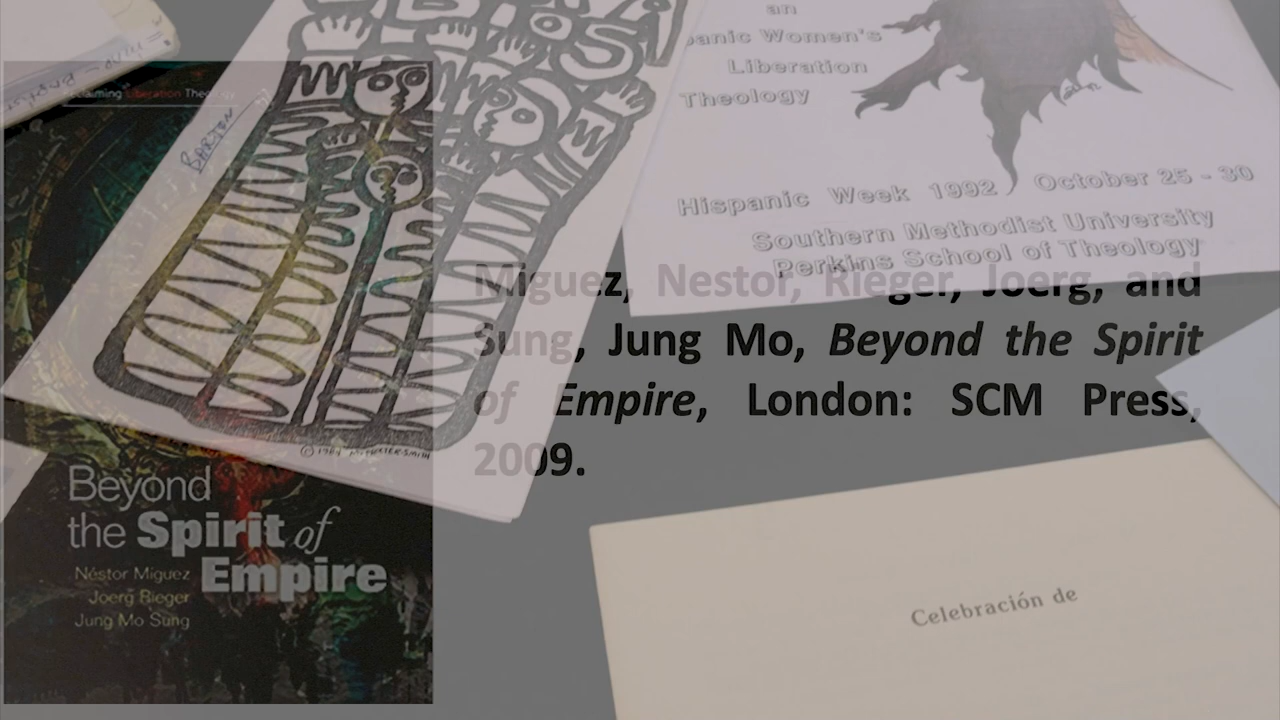 an
panic Women's
Liberation
Theology
Hispanic Week 1992 October 25 - 30
Southern Methodist University
Perkins School of Theology
BARTON
Liberation
Miguez, Nestor, Rieger, Joerg, and
Sung, Jung Mo, Beyond the Spirit
of Empire, London: SCM Press,
2009.
Beyond
the Spirit of
Empire
Néstor Míguez
Joerg Rieger
Jung Mo Sung
Celebración de